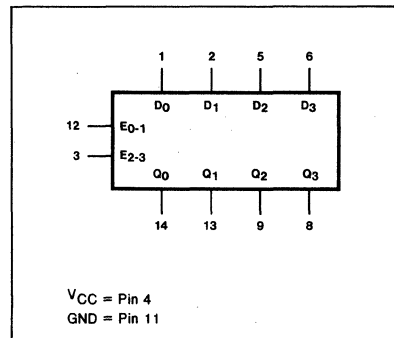 1 2 5 6
D0 D1 D2 D3
12 E0-1
3 E2-3
Q0 Q1 Q2 Q3
14 13 9 8
VCC = Pin 4
GND = Pin 11